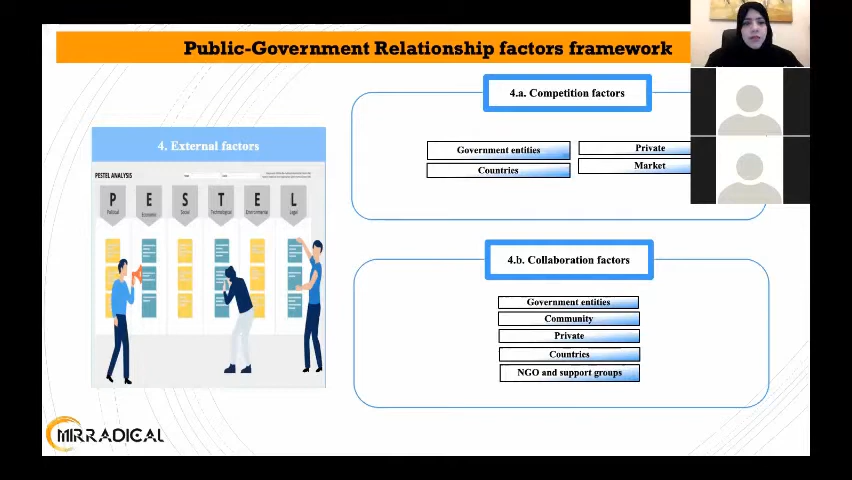 Public-Government Relationship factors framework
4. External factors
PESTEL ANALYSIS
P E S T E L
Political Economic Social Technological Environmental Legal
4.a. Competition factors
Government entities
Private
Countries
Market
4.b. Collaboration factors
Government entities
Community
Private
Countries
NGO and support groups
MIRRADICAL